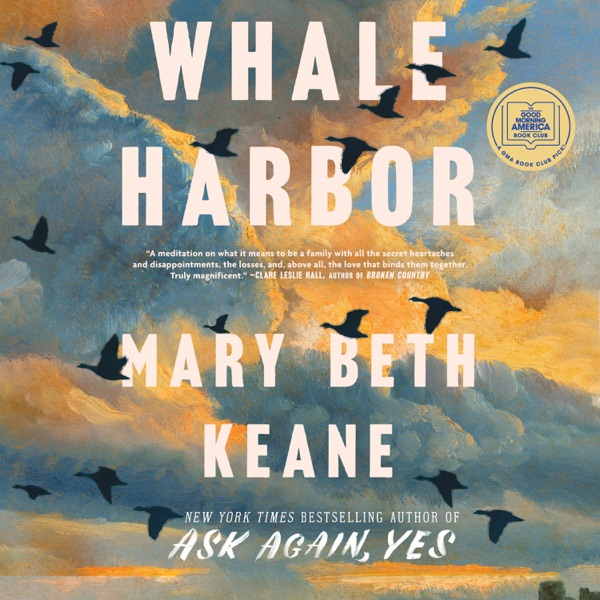 WHALE
HARBOR
THE
GOOD
MORNING
AMERICA
BOOK CLUB
A GMA BOOK CLUB PICK!
“A meditation on what it means to be a family with all the secret heartaches
and disappointments, the losses, and, above all, the love that binds them together.
Truly magnificent.” —CLARE LESLIE HALL, AUTHOR OF BROKEN COUNTRY
MARY BETH
KEANE
NEW YORK TIMES BESTSELLING AUTHOR OF
ASK AGAIN, YES